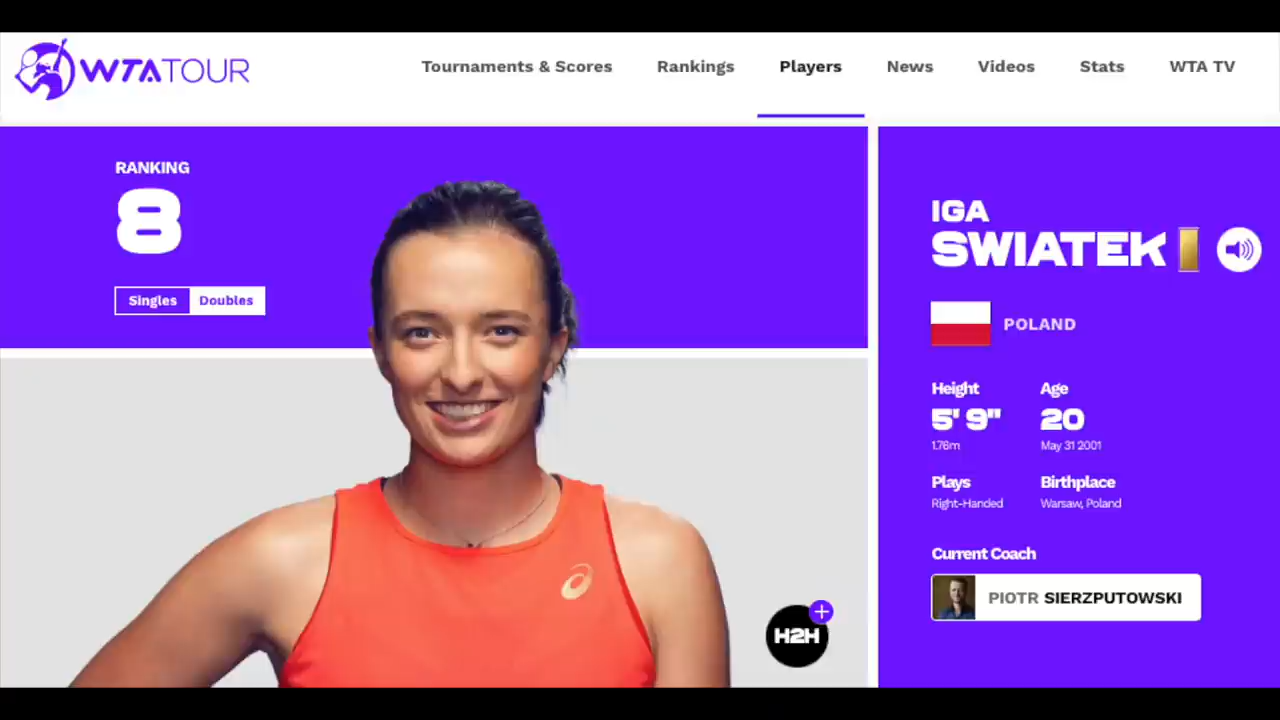 WTATOUR
Tournaments & Scores
Rankings
Players
News
Videos
Stats
WTA TV
RANKING
8
Singles
Doubles
H2H
+
IGA
SWIATEK
POLAND
Height
Age
5' 9"
20
1.76m
May 31 2001
Plays
Birthplace
Right-Handed
Warsaw, Poland
Current Coach
PIOTR SIERZPUTOWSKI